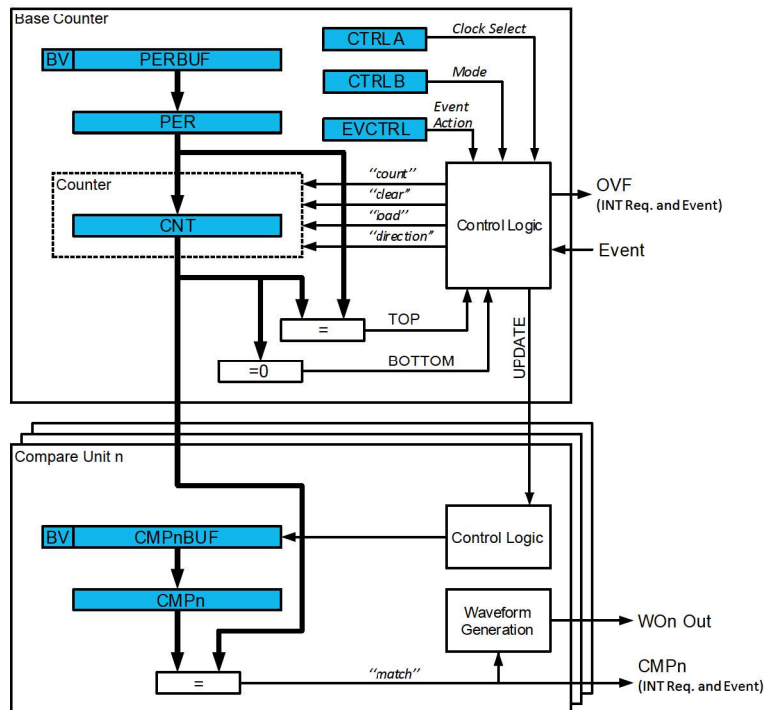 Base Counter
CTRLA
Clock Select
BV
PERBUF
CTRLB
Mode
PER
EVCTRL
Event
Action
Counter
"count"
"clear"
"load"
"direction"
CNT
Control Logic
OVF
(INT Req. and Event)
Event
=
TOP
=0
BOTTOM
UPDATE
Compare Unit n
BV
CMPnBUF
Control Logic
CMPn
Waveform
Generation
WOn Out
=
"match"
CMPn
(INT Req. and Event)